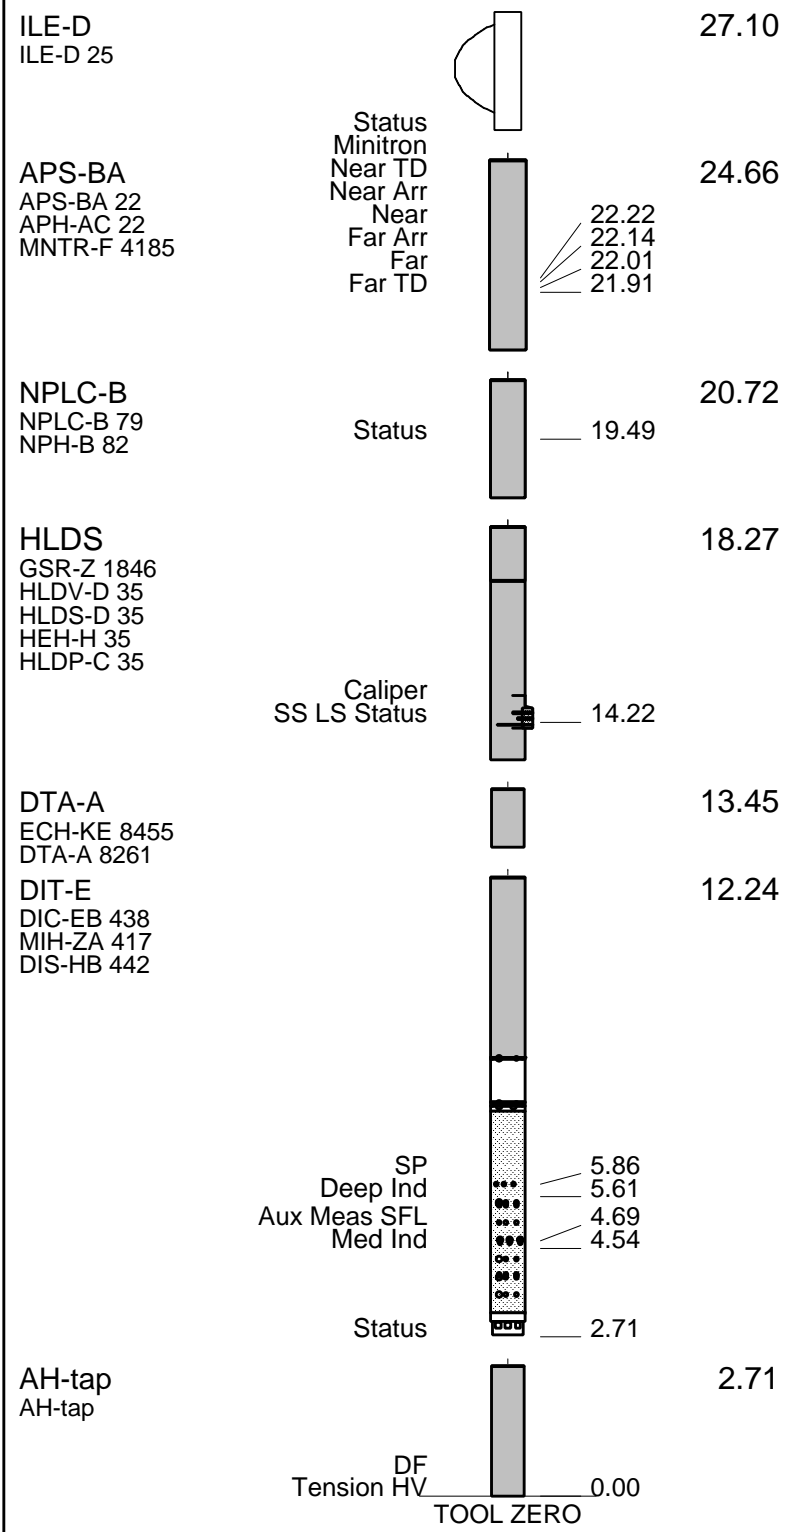 ILE-D 27.10
ILE-D 25
Status
Minitron
APS-BA Near TD 24.66
APS-BA 22 Near Arr
APH-AC 22 Near 22.22
MNTR-F 4185 Far Arr 22.14
Far 22.01
Far TD 21.91
NPLC-B 20.72
NPLC-B 79
NPH-B 82 Status 19.49
HLDS 18.27
GSR-Z 1846
HLDV-D 35
HLDS-D 35
HEH-H 35
HLDP-C 35
Caliper
SS LS Status 14.22
DTA-A 13.45
ECH-KE 8455
DTA-A 8261
DIT-E 12.24
DIC-EB 438
MIH-ZA 417
DIS-HB 442
SP 5.86
Deep Ind 5.61
Aux Meas SFL 4.69
Med Ind 4.54
Status 2.71
AH-tap 2.71
AH-tap
DF
Tension HV 0.00
TOOL ZERO